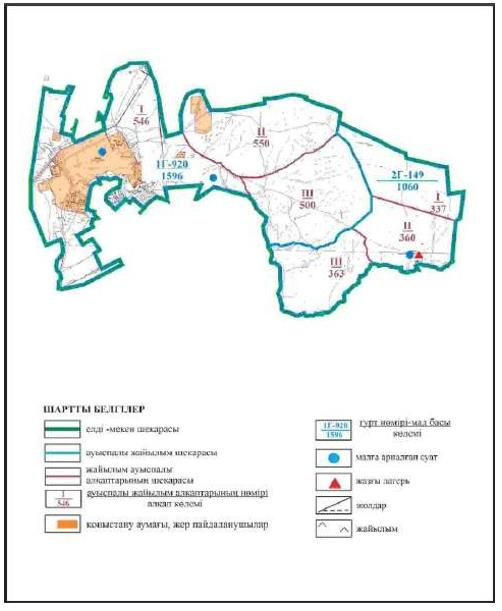 I
546
II
550
1Г-920
1596
III
500
2Г-149
1060
I
337
II
360
III
363
ШАРТТЫ БЕЛГІЛЕР
елді -мекен шекарасы
ауыспалы жайылым шекарасы
жайылым ауыспалы
алқаптарының шекарасы
I
546
ауыспалы жайылым алқаптарының нөмірі
алқап көлемі
қоныстану аумағы, жер пайдаланушылар
1Г-920
1596
гурт нөмірі-мал басы
көлемі
малға арналған суат
жазғы лагерь
жолдар
жайылым